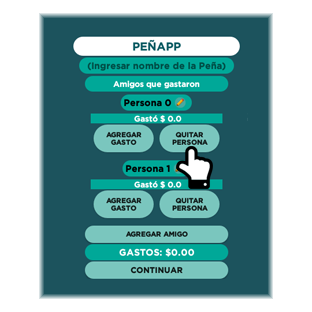 PEÑAPP
(Ingresar nombre de la Peña)
Amigos que gastaron
Persona 0
Gastó $ 0.0
AGREGAR GASTO
QUITAR PERSONA
Persona 1
Gastó $ 0.0
AGREGAR GASTO
QUITAR PERSONA
AGREGAR AMIGO
GASTOS: $0.00
CONTINUAR